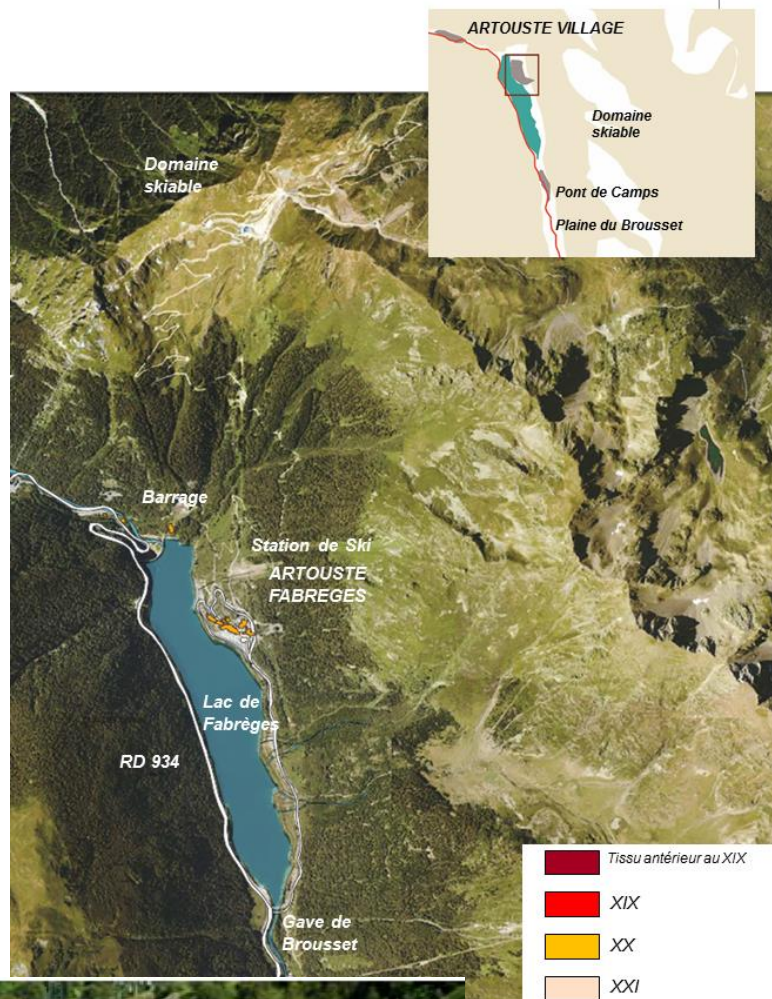 ARTOUSTE VILLAGE
Domaine
skiable
Pont de Camps
Plaine du Brousset
Domaine
skiable
Barrage
Station de Ski
ARTOUSTE
FABREGES
Lac de
Fabrèges
RD 934
Gave de
Brousset
Tissu antérieur au XIX
XIX
XX
XXI